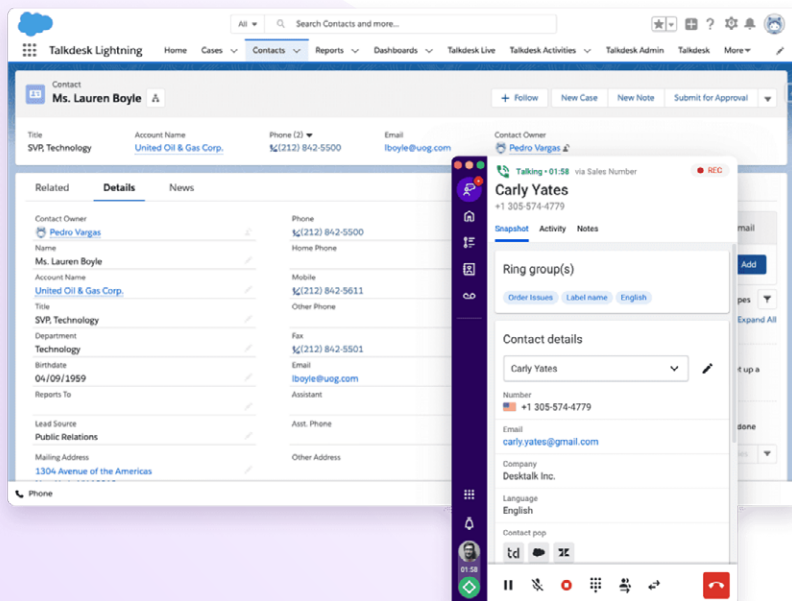 All
Search Contacts and more...
Talkdesk Lightning
Home Cases Contacts Reports Dashboards Talkdesk Live Talkdesk Activities Talkdesk Admin Talkdesk More
Contact
Ms. Lauren Boyle
+ Follow New Case New Note Submit for Approval
Title Account Name Phone (2) Email Contact Owner
SVP, Technology United Oil & Gas Corp. (212) 842-5500 lboyle@uog.com Pedro Vargas
Related Details News
Contact Owner
Pedro Vargas
Name
Ms. Lauren Boyle
Account Name
United Oil & Gas Corp.
Title
SVP, Technology
Department
Technology
Birthdate
04/09/1959
Reports To
Lead Source
Public Relations
Mailing Address
1304 Avenue of the Americas
Phone
(212) 842-5500
Home Phone
Mobile
(212) 842-5611
Other Phone
Fax
(212) 842-5501
Email
lboyle@uog.com
Assistant
Asst. Phone
Other Address
Phone
Talking • 01:58 via Sales Number
REC
Carly Yates
+1 305-574-4779
Snapshot Activity Notes
Ring group(s)
Order Issues Label name English
Contact details
Carly Yates
Number
+1 305-574-4779
Email
carly.yates@gmail.com
Company
Desktalk Inc.
Language
English
Contact pop
td
01:58
mail
Add
pes
Expand All
t up a
done